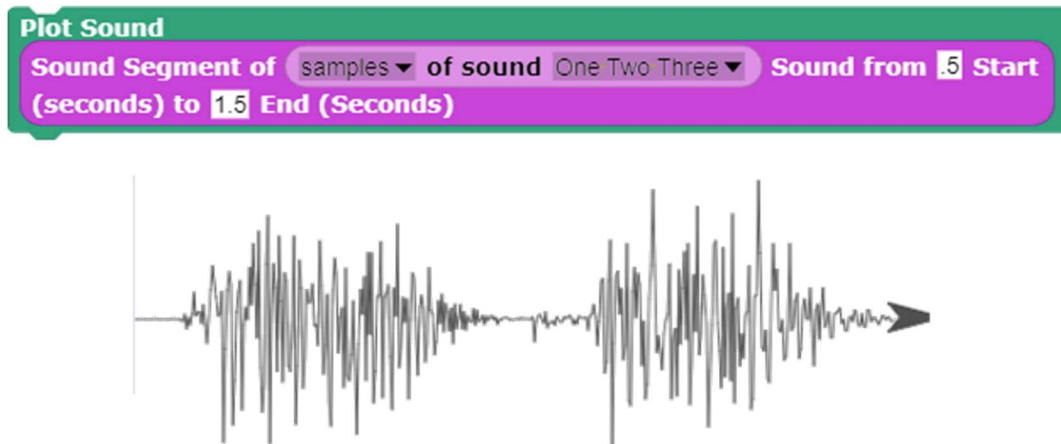 Plot Sound
Sound Segment of samples of sound One Two Three Sound from .5 Start
(seconds) to 1.5 End (Seconds)